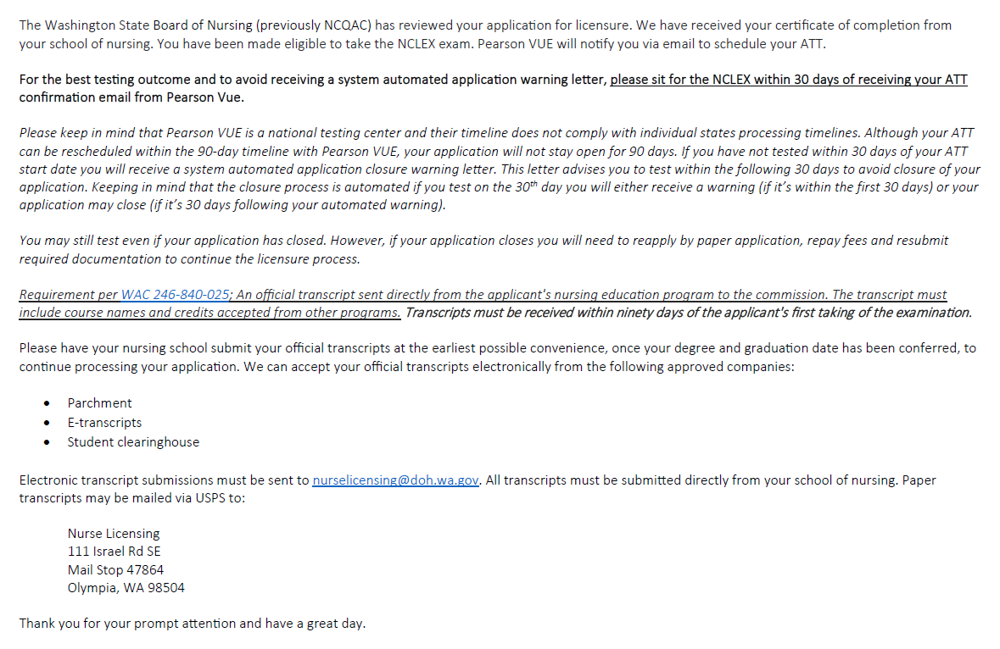 The Washington State Board of Nursing (previously NCQAC) has reviewed your application for licensure. We have received your certificate of completion from
your school of nursing. You have been made eligible to take the NCLEX exam. Pearson VUE will notify you via email to schedule your ATT.
For the best testing outcome and to avoid receiving a system automated application warning letter, please sit for the NCLEX within 30 days of receiving your ATT
confirmation email from Pearson Vue.
Please keep in mind that Pearson VUE is a national testing center and their timeline does not comply with individual states processing timelines. Although your ATT
can be rescheduled within the 90-day timeline with Pearson VUE, your application will not stay open for 90 days. If you have not tested within 30 days of your ATT
start date you will receive a system automated application closure warning letter. This letter advises you to test within the following 30 days to avoid closure of your
application. Keeping in mind that the closure process is automated if you test on the 30th day you will either receive a warning (if it's within the first 30 days) or your
application may close (if it's 30 days following your automated warning).
You may still test even if your application has closed. However, if your application closes you will need to reapply by paper application, repay fees and resubmit
required documentation to continue the licensure process.
Requirement per WAC 246-840-025; An official transcript sent directly from the applicant's nursing education program to the commission. The transcript must
include course names and credits accepted from other programs. Transcripts must be received within ninety days of the applicant's first taking of the examination.
Please have your nursing school submit your official transcripts at the earliest possible convenience, once your degree and graduation date has been conferred, to
continue processing your application. We can accept your official transcripts electronically from the following approved companies:
• Parchment
• E-transcripts
• Student clearinghouse
Electronic transcript submissions must be sent to nurselicensing@doh.wa.gov. All transcripts must be submitted directly from your school of nursing. Paper
transcripts may be mailed via USPS to:
Nurse Licensing
111 Israel Rd SE
Mail Stop 47864
Olympia, WA 98504
Thank you for your prompt attention and have a great day.